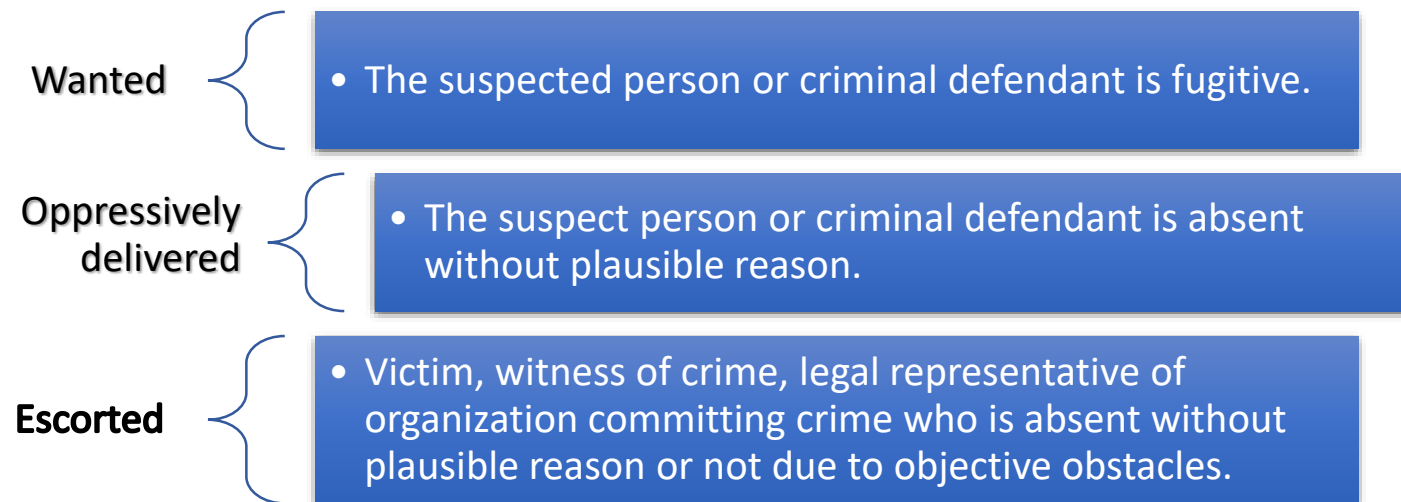 Wanted
• The suspected person or criminal defendant is fugitive.
Oppressively
delivered
• The suspect person or criminal defendant is absent
without plausible reason.
Escorted
• Victim, witness of crime, legal representative of
organization committing crime who is absent without
plausible reason or not due to objective obstacles.